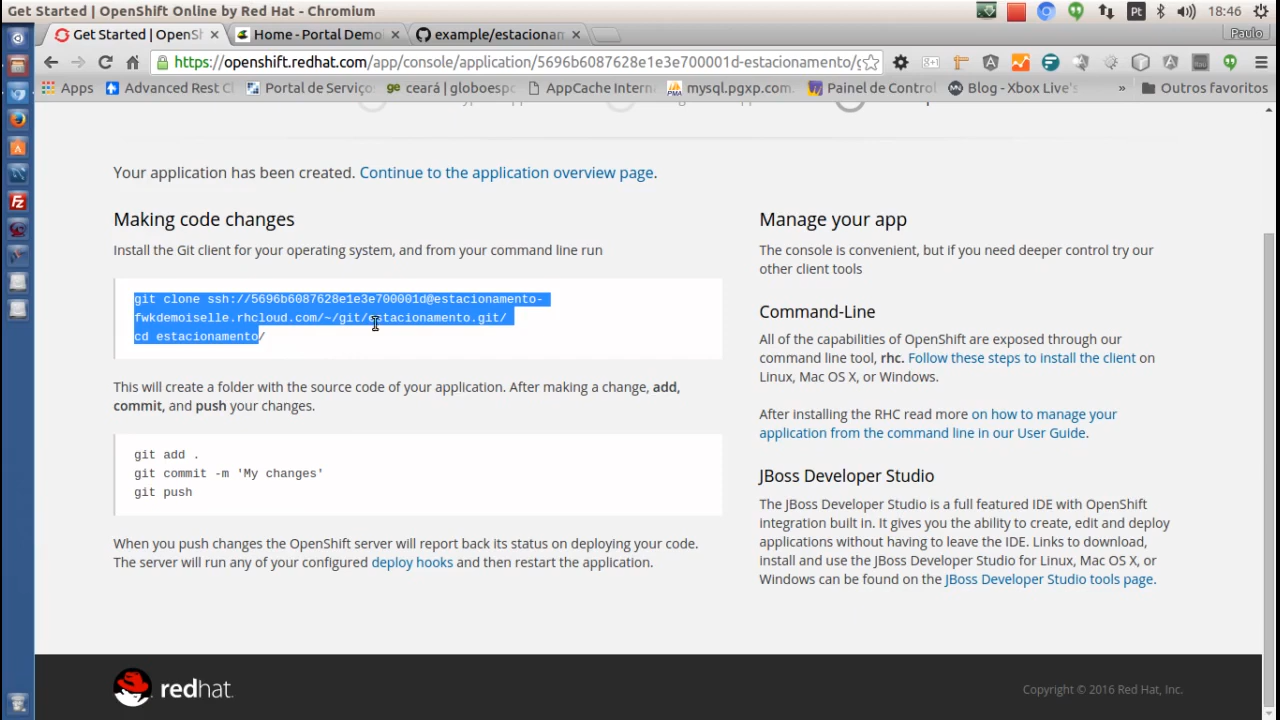 Get Started | OpenShift Online by Red Hat - Chromium
Pt
18:46
Get Started | OpenSh
Home - Portal Demo
example/estacionam
Paulo
https://openshift.redhat.com/app/console/application/5696b6087628e1e3e700001d-estacionamento/
Apps
Advanced Rest Cl
Portal de Serviço
ge ceará | globoesp
AppCache Intern
mysql.pgxp.com.
Painel de Control
Blog - Xbox Live's
»
Outros favoritos
Your application has been created. Continue to the application overview page.
Making code changes
Install the Git client for your operating system, and from your command line run
git clone ssh://5696b6087628e1e3e700001d@estacionamento-
fwkdemoiselle.rhcloud.com/~/git/estacionamento.git/
cd estacionamento/
This will create a folder with the source code of your application. After making a change, add,
commit, and push your changes.
git add .
git commit -m 'My changes'
git push
When you push changes the OpenShift server will report back its status on deploying your code.
The server will run any of your configured deploy hooks and then restart the application.
Manage your app
The console is convenient, but if you need deeper control try our
other client tools
Command-Line
All of the capabilities of OpenShift are exposed through our
command line tool, rhc. Follow these steps to install the client on
Linux, Mac OS X, or Windows.
After installing the RHC read more on how to manage your
application from the command line in our User Guide.
JBoss Developer Studio
The JBoss Developer Studio is a full featured IDE with OpenShift
integration built in. It gives you the ability to create, edit and deploy
applications without having to leave the IDE. Links to download,
install and use the JBoss Developer Studio for Linux, Mac OS X, or
Windows can be found on the JBoss Developer Studio tools page.
redhat.
Copyright © 2016 Red Hat, Inc.